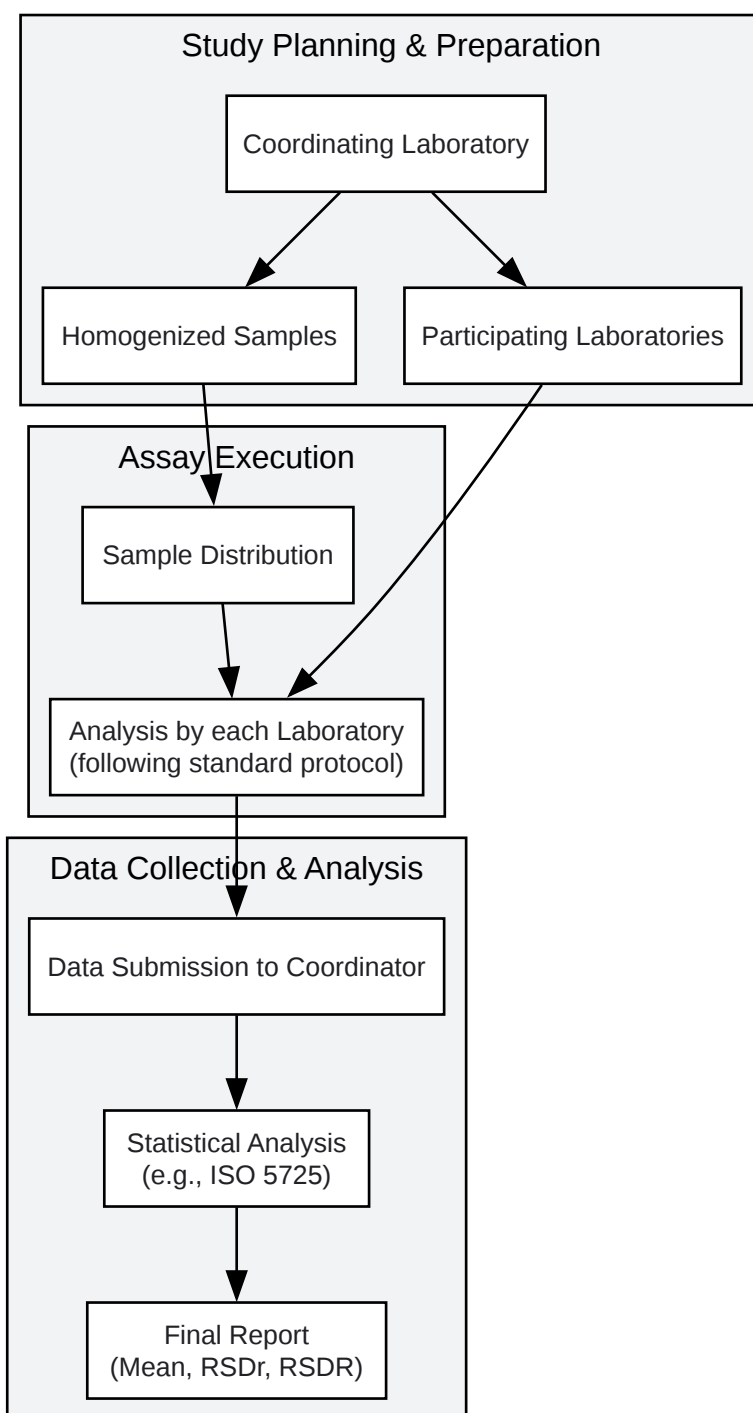 Study Planning & Preparation
Coordinating Laboratory
Homogenized Samples
Participating Laboratories
Assay Execution
Sample Distribution
Analysis by each Laboratory
(following standard protocol)
Data Collection & Analysis
Data Submission to Coordinator
Statistical Analysis
(e.g., ISO 5725)
Final Report
(Mean, RSDr, RSDR)